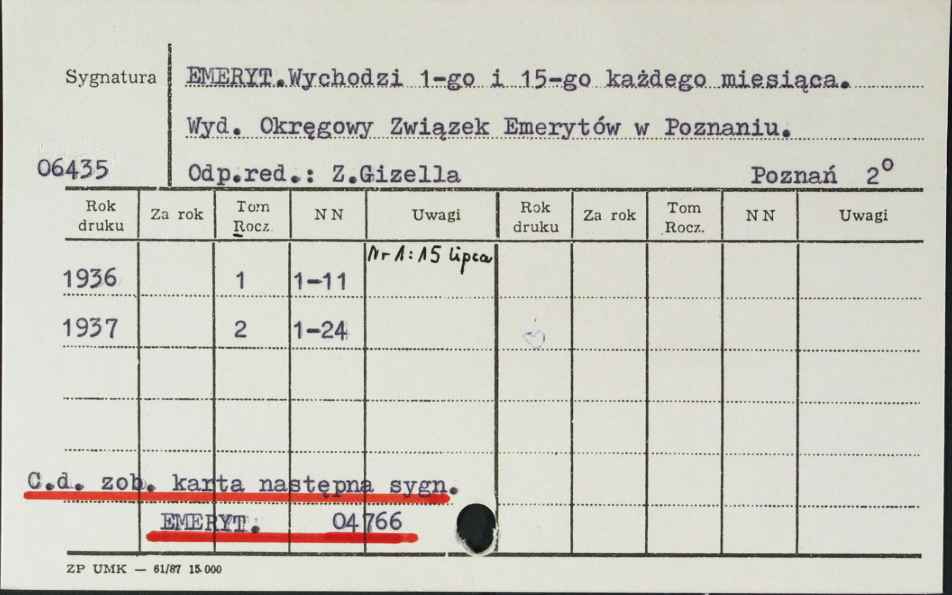 Sygnatura EMERYT.Wychodzi 1-go i 15-go każdego miesiąca.
Wyd. Okręgowy Związek Emerytów w Poznaniu.
06435 Odp.red.: Z.Gizella Poznań 2°
Rok druku Za rok Tom Rocz. NN Uwagi Rok druku Za rok Tom Rocz. NN Uwagi
Nr 1: 15 lipca
1936 1 1-11
1937 2 1-24
C.d. zob. karta następna sygn.
EMERYT. 04766
ZP UMK — 61/87 15.000